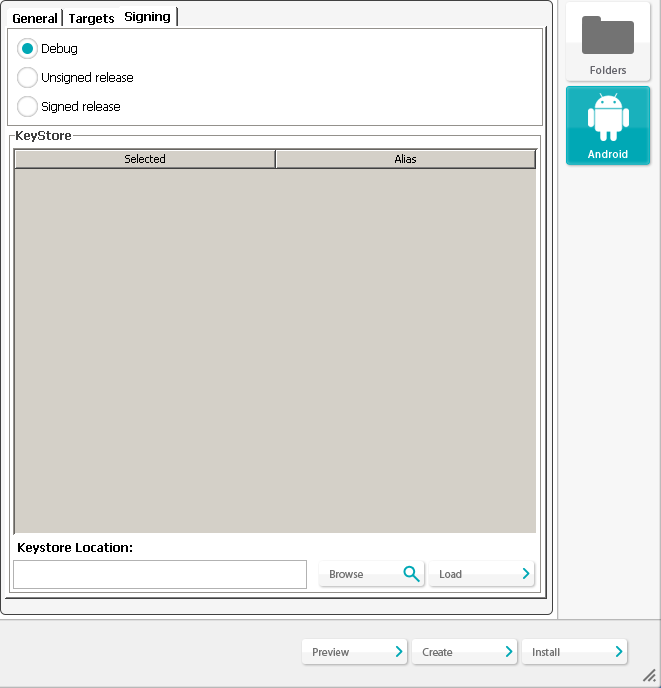 General Targets Signing
Debug
Unsigned release
Signed release
KeyStore
Selected Alias
Keystore Location:
Browse Load
Folders
Android
Preview Create Install